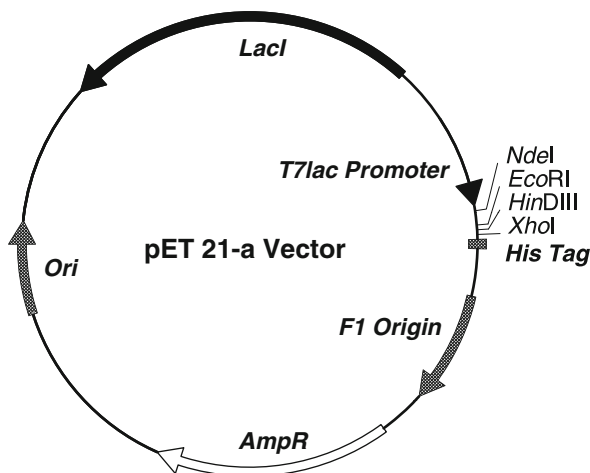 LacI
T7lac Promoter
NdeI
EcoRI
HinDIII
XhoI
His Tag
pET 21-a Vector
Ori
F1 Origin
AmpR